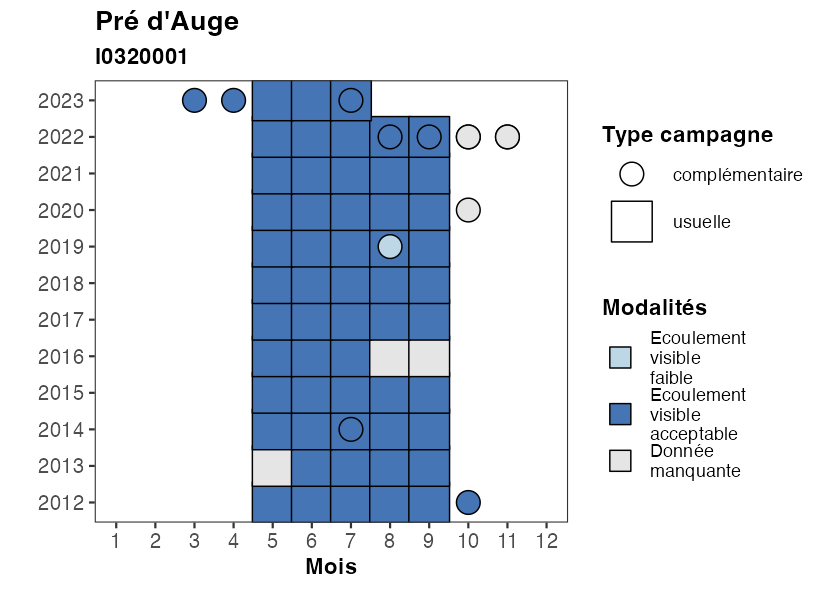 Pré d'Auge
I0320001
2023
2022
2021
2020
2019
2018
2017
2016
2015
2014
2013
2012
1 2 3 4 5 6 7 8 9 10 11 12
Mois
Type campagne
complémentaire
usuelle
Modalités
Ecoulement
visible
faible
Ecoulement
visible
acceptable
Donnée
manquante